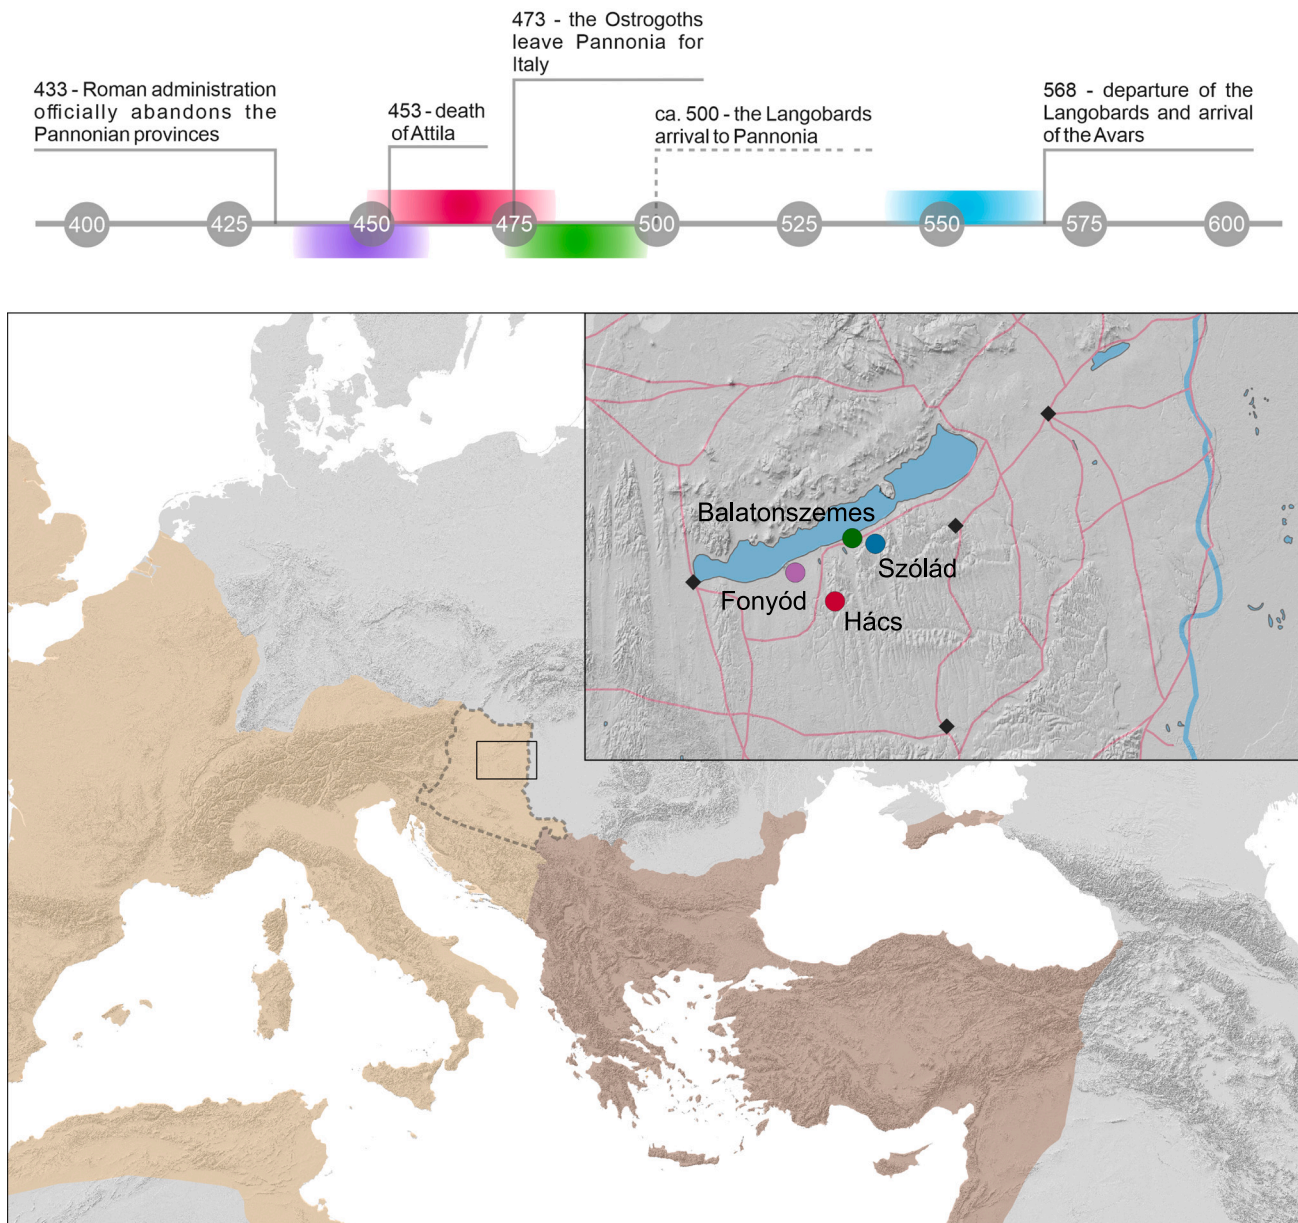 473 - the Ostrogoths
leave Pannonia for
Italy
433 - Roman administration
officially abandons the
Pannonian provinces
453 - death
of Attila
ca. 500 - the Langobards
arrival to Pannonia
568 - departure of the
Langobards and arrival
of the Avars
400 425 450 475 500 525 550 575 600
Balatonszemes
Szólád
Fonyód
Hács